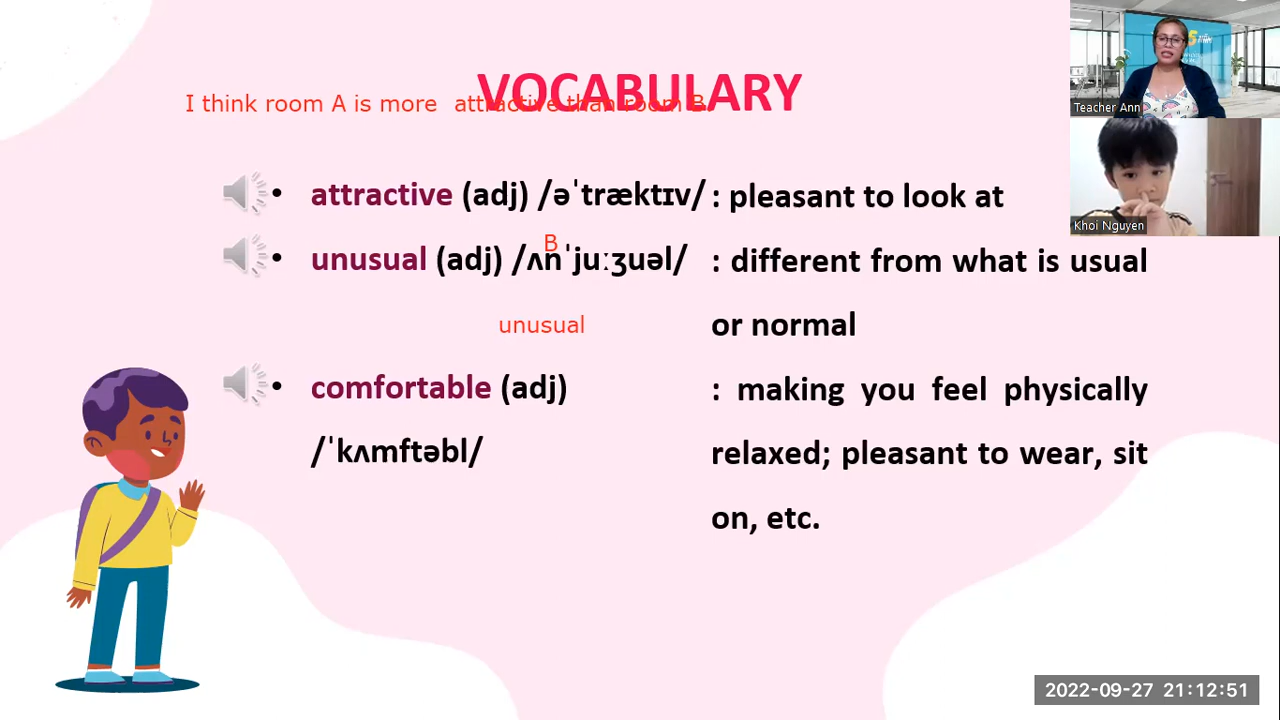 VOCABULARY
I think room A is more attractive than room B.
• attractive (adj) /əˈtræktɪv/ : pleasant to look at
B
• unusual (adj) /ʌnˈjuːʒuəl/ : different from what is usual
or normal
unusual
• comfortable (adj) : making you feel physically
/ˈkʌmftəbl/ relaxed; pleasant to wear, sit
on, etc.
Teacher Ann
Khoi Nguyen
2022-09-27 21:12:51